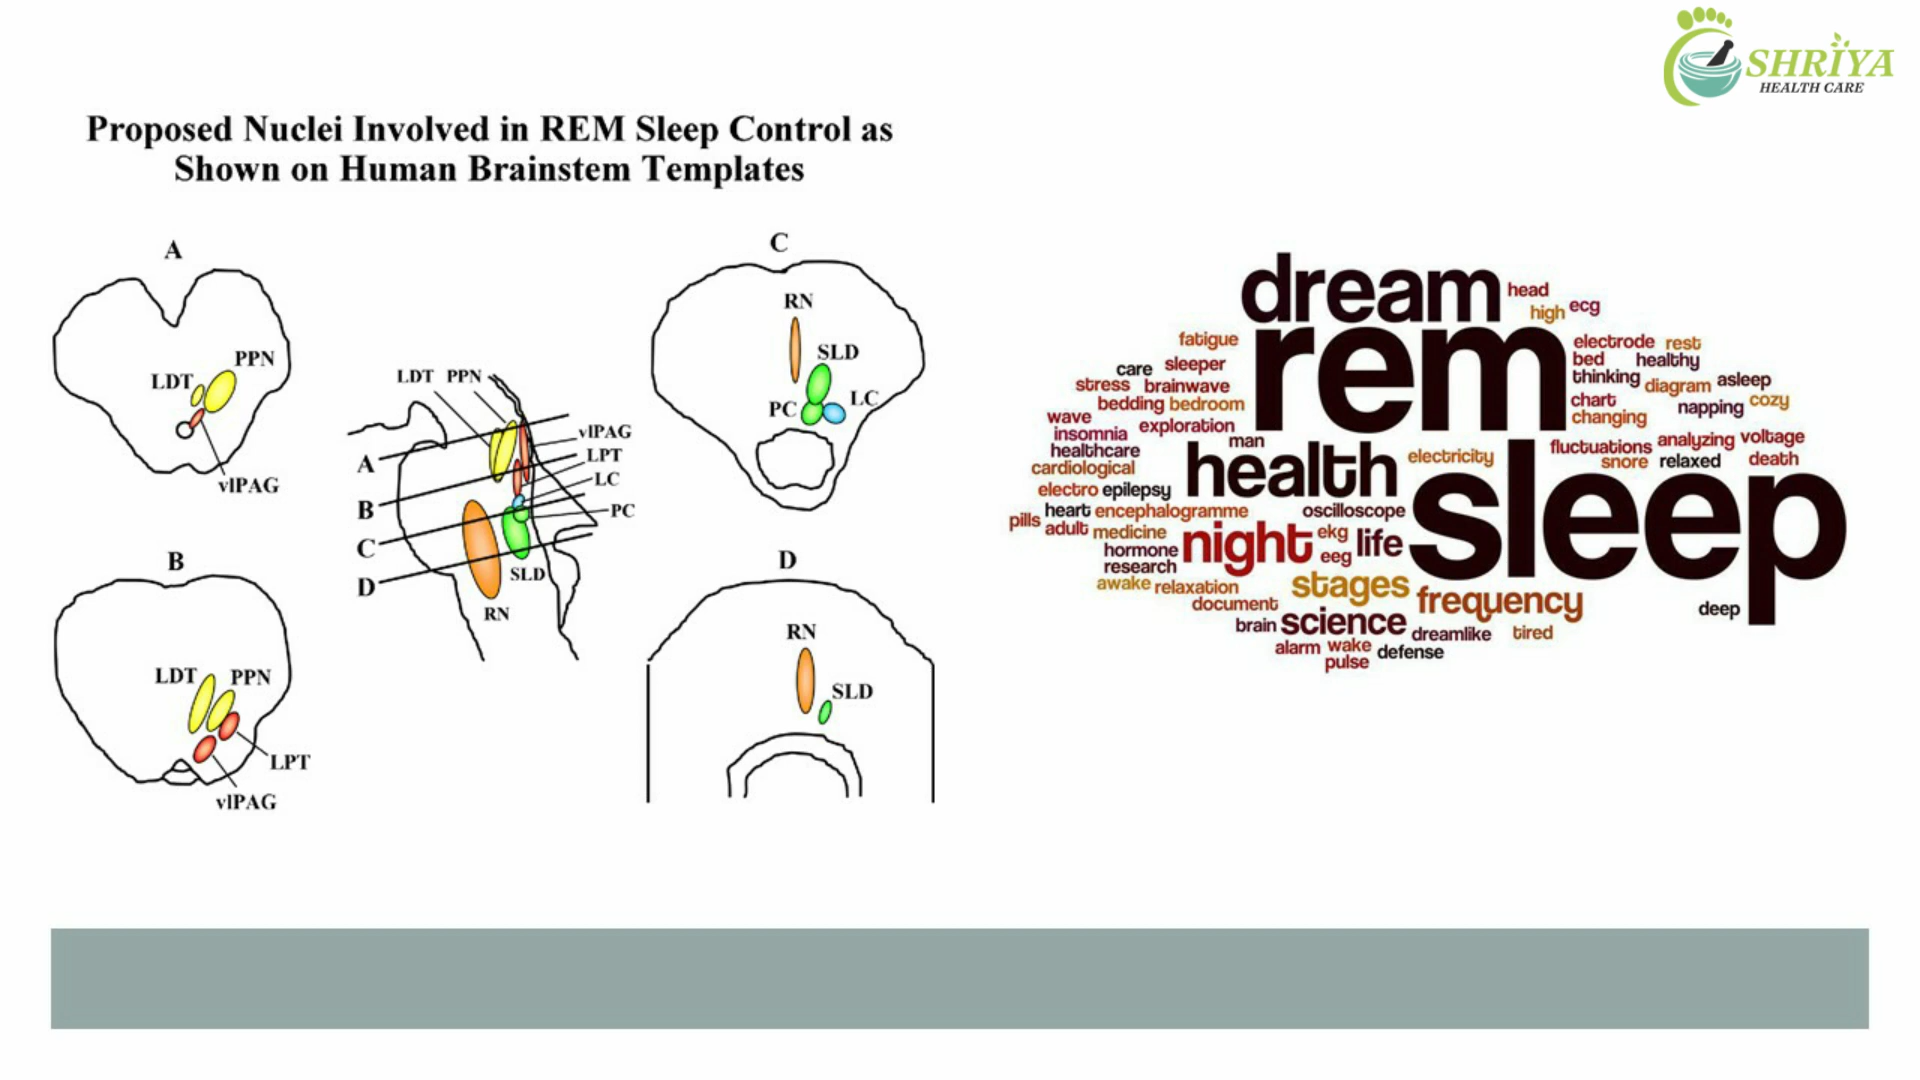 SHRÏYA
HEALTH CARE
Proposed Nuclei Involved in REM Sleep Control as
Shown on Human Brainstem Templates
A
PPN
LDT
vlPAG
B
LDT PPN
LPT
vlPAG
LDT PPN
vlPAG
LPT
LC
PC
A
B
C
D
SLD
RN
C
RN
SLD
PC LC
D
RN
SLD
dream head
high ecg
rem
fatigue
care sleeper
stress brainwave
bedding bedroom
wave
exploration
insomnia
man
healthcare
cardiological
electrode rest
bed healthy
thinking diagram asleep
chart napping cozy
changing
fluctuations analyzing voltage
snore relaxed death
health electricity
sleep
electro epilepsy
heart encephalogramme oscilloscope
pills adult medicine
night ekg life
eeg
hormone
research
awake relaxation stages
document frequency
deep
brain science dreamlike tired
alarm wake defense
pulse